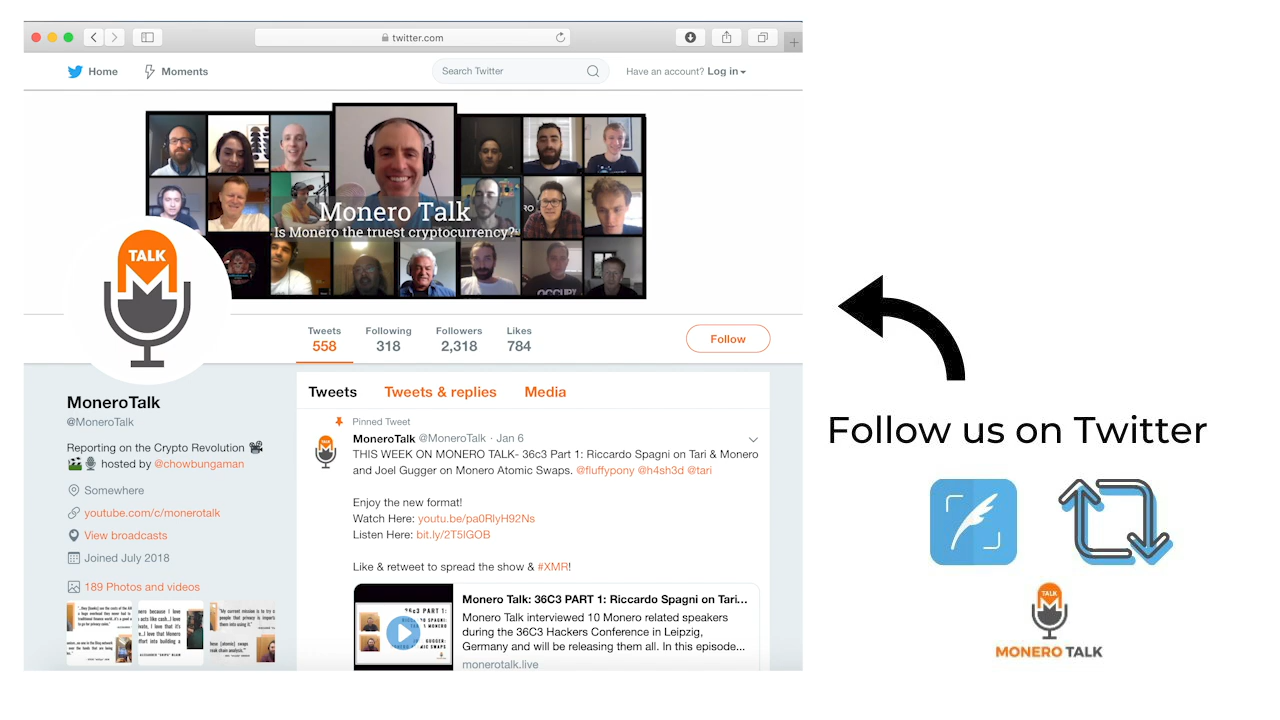 twitter.com
Home
Moments
Search Twitter
Have an account? Log in
Monero Talk
Is Monero the truest cryptocurrency?
OCCUPY
TALK
Tweets Following Followers Likes
558 318 2,318 784
Follow
MoneroTalk
@MoneroTalk
Reporting on the Crypto Revolution 🎥
🎬🎙 hosted by @chowbungaman
Somewhere
youtube.com/c/monerotalk
View broadcasts
Joined July 2018
189 Photos and videos
Tweets Tweets & replies Media
Pinned Tweet
MoneroTalk @MoneroTalk · Jan 6
THIS WEEK ON MONERO TALK- 36c3 Part 1: Riccardo Spagni on Tari & Monero
and Joel Gugger on Monero Atomic Swaps. @fluffypony @h4sh3d @tari
Enjoy the new format!
Watch Here: youtu.be/pa0RlyH92Ns
Listen Here: bit.ly/2T5IGOB
Like & retweet to spread the show & #XMR!
Monero Talk: 36C3 PART 1: Riccardo Spagni on Tari...
Monero Talk interviewed 10 Monero related speakers
during the 36C3 Hackers Conference in Leipzig,
Germany and will be releasing them all. In this episode...
monerotalk.live
Follow us on Twitter
TALK
MONERO TALK